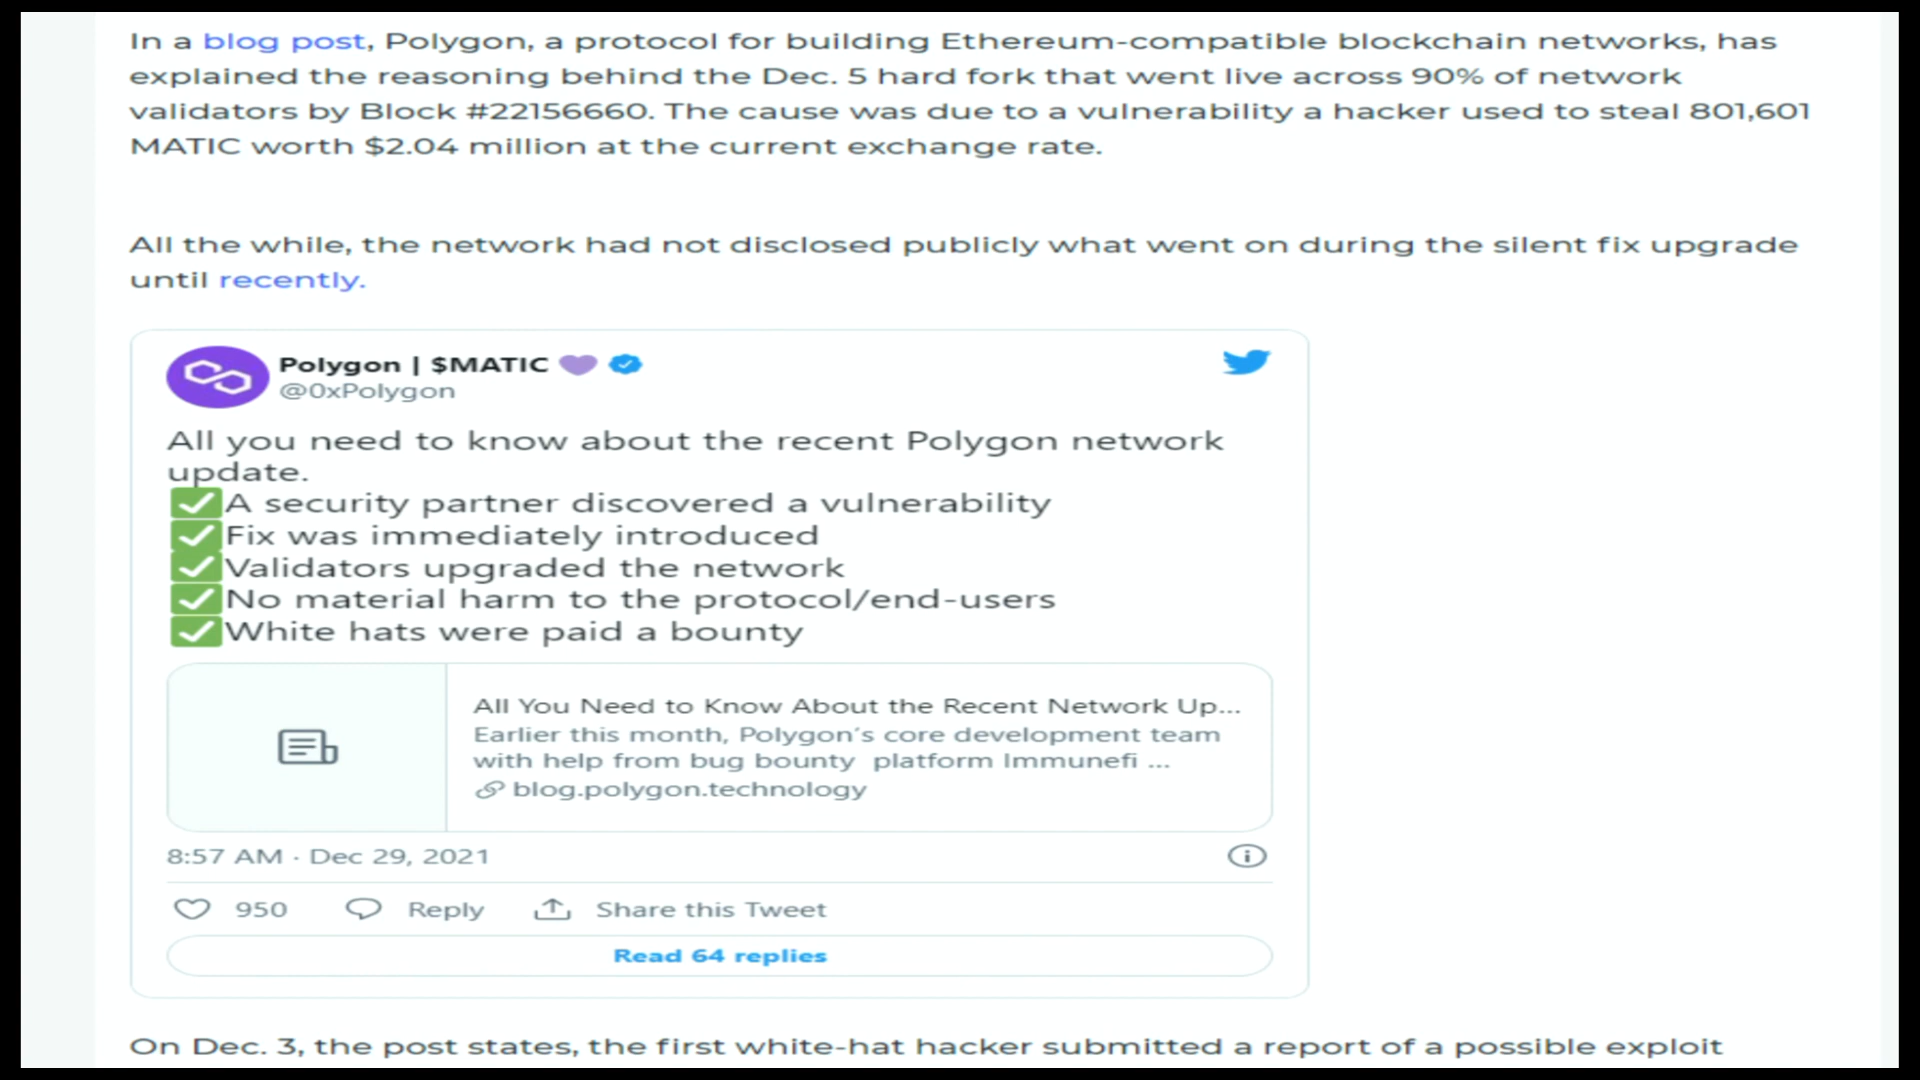 In a blog post, Polygon, a protocol for building Ethereum-compatible blockchain networks, has
explained the reasoning behind the Dec. 5 hard fork that went live across 90% of network
validators by Block #22156660. The cause was due to a vulnerability a hacker used to steal 801,601
MATIC worth $2.04 million at the current exchange rate.
All the while, the network had not disclosed publicly what went on during the silent fix upgrade
until recently.
Polygon | $MATIC 💜
@0xPolygon
All you need to know about the recent Polygon network
update.
✅A security partner discovered a vulnerability
✅Fix was immediately introduced
✅Validators upgraded the network
✅No material harm to the protocol/end-users
✅White hats were paid a bounty
All You Need to Know About the Recent Network Up...
Earlier this month, Polygon's core development team
with help from bug bounty platform Immunefi ...
blog.polygon.technology
8:57 AM · Dec 29, 2021
950 Reply Share this Tweet
Read 64 replies
On Dec. 3, the post states, the first white-hat hacker submitted a report of a possible exploit